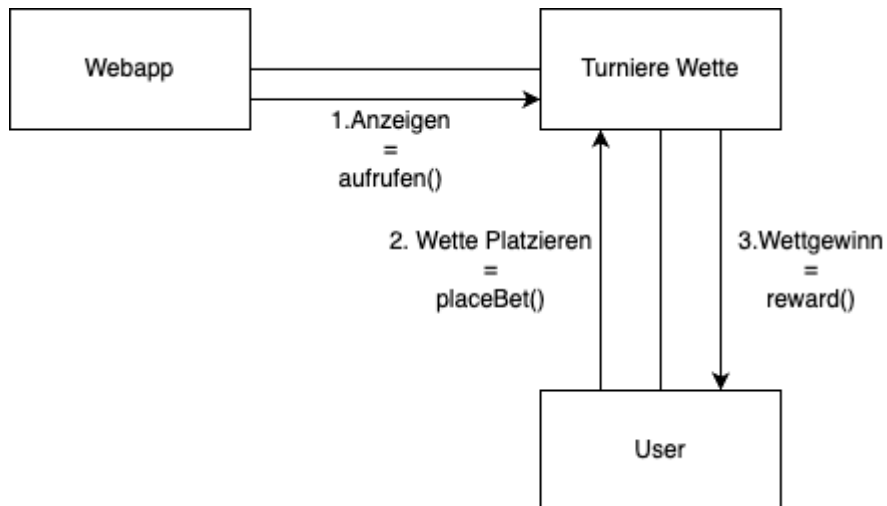 Webapp
Turniere Wette
1.Anzeigen
=
aufrufen()
2. Wette Platzieren
=
placeBet()
3.Wettgewinn
=
reward()
User